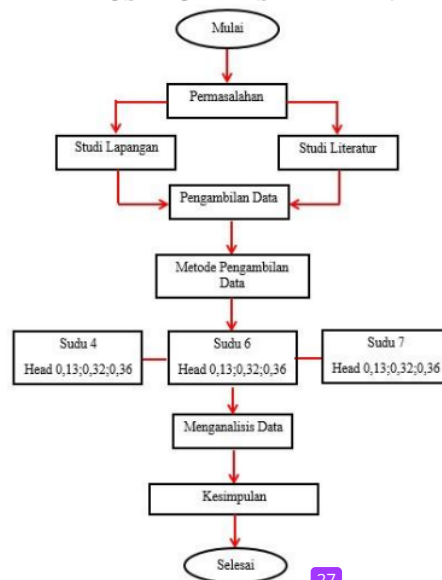 Mulai
Permasalahan
Studi Lapangan
Studi Literatur
Pengambilan Data
Metode Pengambilan
Data
Sudu 4
Head 0,13;0,32;0,36
Sudu 6
Head 0,13;0,32;0,36
Sudu 7
Head 0,13;0,32;0,36
Menganalisis Data
Kesimpulan
Selesai
27